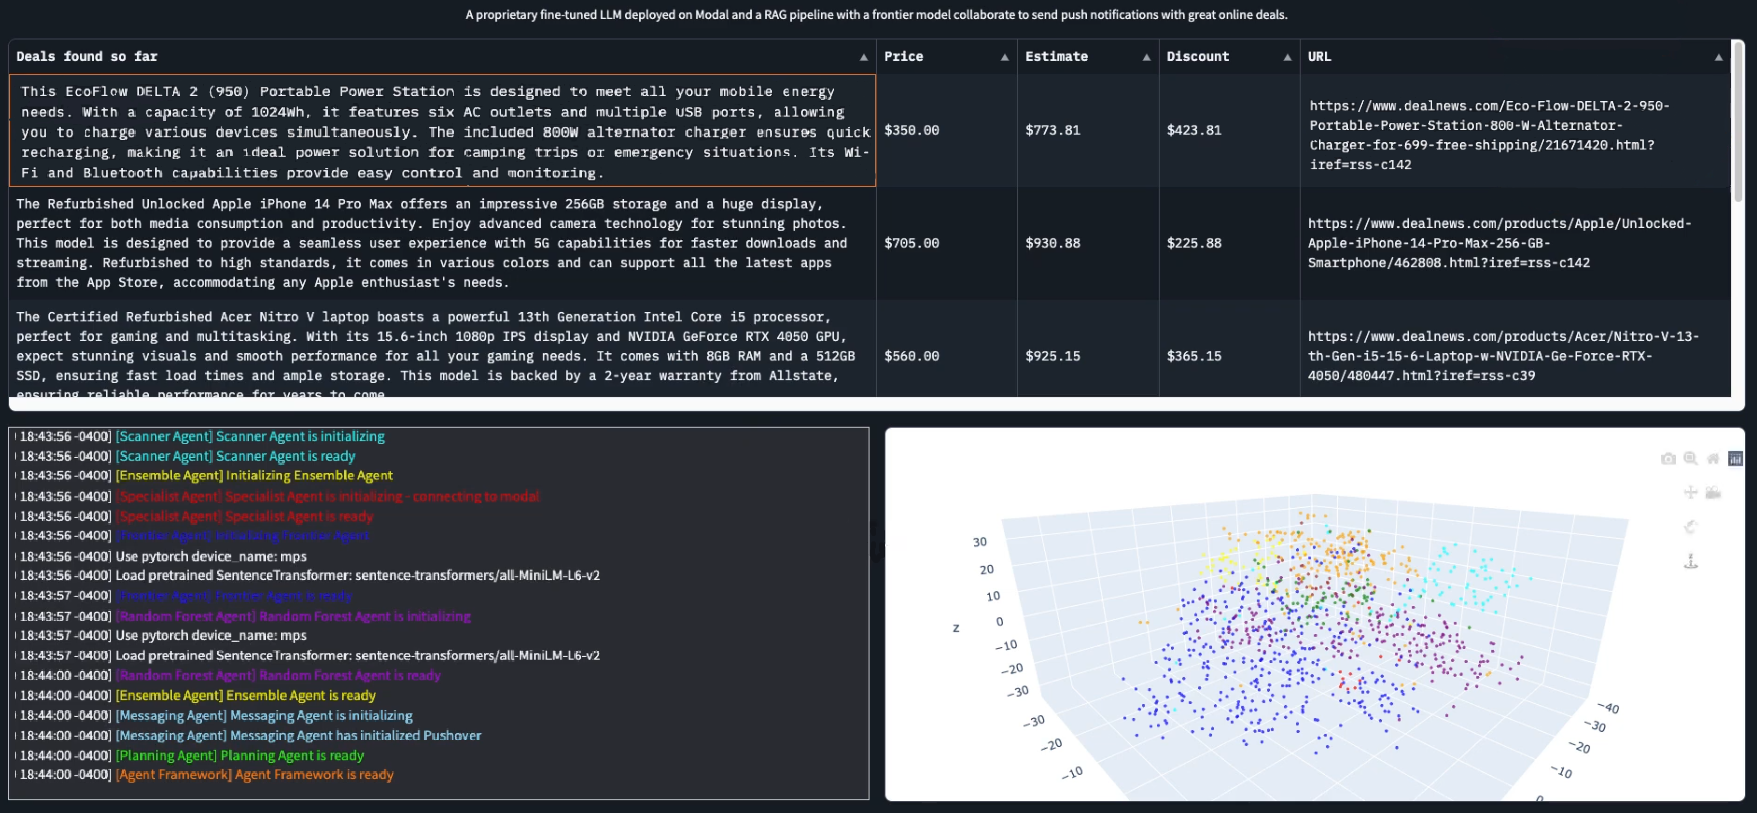 A proprietary fine-tuned LLM deployed on Modal and a RAG pipeline with a frontier model collaborate to send push notifications with great online deals.
Deals found so far ▲ Price ▲ Estimate ▲ Discount ▲ URL ▲
This EcoFlow DELTA 2 (950) Portable Power Station is designed to meet all your mobile energy
needs. With a capacity of 1024Wh, it features six AC outlets and multiple USB ports, allowing
you to charge various devices simultaneously. The included 800W alternator charger ensures quick
recharging, making it an ideal power solution for camping trips or emergency situations. Its Wi-
Fi and Bluetooth capabilities provide easy control and monitoring.
$350.00
$773.81
$423.81
https://www.dealnews.com/Eco-Flow-DELTA-2-950-
Portable-Power-Station-800-W-Alternator-
Charger-for-699-free-shipping/21671420.html?
iref=rss-c142
The Refurbished Unlocked Apple iPhone 14 Pro Max offers an impressive 256GB storage and a huge display,
perfect for both media consumption and productivity. Enjoy advanced camera technology for stunning photos.
This model is designed to provide a seamless user experience with 5G capabilities for faster downloads and
streaming. Refurbished to high standards, it comes in various colors and can support all the latest apps
from the App Store, accommodating any Apple enthusiast's needs.
$705.00
$930.88
$225.88
https://www.dealnews.com/products/Apple/Unlocked-
Apple-iPhone-14-Pro-Max-256-GB-
Smartphone/462808.html?iref=rss-c142
The Certified Refurbished Acer Nitro V laptop boasts a powerful 13th Generation Intel Core i5 processor,
perfect for gaming and multitasking. With its 15.6-inch 1080p IPS display and NVIDIA GeForce RTX 4050 GPU,
expect stunning visuals and smooth performance for all your gaming needs. It comes with 8GB RAM and a 512GB
SSD, ensuring fast load times and ample storage. This model is backed by a 2-year warranty from Allstate,
ensuring reliable performance for years to come.
$560.00
$925.15
$365.15
https://www.dealnews.com/products/Acer/Nitro-V-13-
th-Gen-i5-15-6-Laptop-w-NVIDIA-Ge-Force-RTX-
4050/480447.html?iref=rss-c39
18:43:56 -0400] [Scanner Agent] Scanner Agent is initializing
18:43:56 -0400] [Scanner Agent] Scanner Agent is ready
18:43:56 -0400] [Ensemble Agent] Initializing Ensemble Agent
18:43:56 -0400] [Specialist Agent] Specialist Agent is initializing - connecting to modal
18:43:56 -0400] [Specialist Agent] Specialist Agent is ready
18:43:56 -0400] [Frontier Agent] Initializing Frontier Agent
18:43:56 -0400] Use pytorch device_name: mps
18:43:56 -0400] Load pretrained SentenceTransformer: sentence-transformers/all-MiniLM-L6-v2
18:43:57 -0400] [Frontier Agent] Frontier Agent is ready
18:43:57 -0400] [Random Forest Agent] Random Forest Agent is initializing
18:43:57 -0400] Use pytorch device_name: mps
18:43:57 -0400] Load pretrained SentenceTransformer: sentence-transformers/all-MiniLM-L6-v2
18:44:00 -0400] [Random Forest Agent] Random Forest Agent is ready
18:44:00 -0400] [Ensemble Agent] Ensemble Agent is ready
18:44:00 -0400] [Messaging Agent] Messaging Agent is initializing
18:44:00 -0400] [Messaging Agent] Messaging Agent has initialized Pushover
18:44:00 -0400] [Planning Agent] Planning Agent is ready
18:44:00 -0400] [Agent Framework] Agent Framework is ready
30
20
10
z
0
−10
−20
−30
−30
−20
−10
−40
−30
−20
−10
0